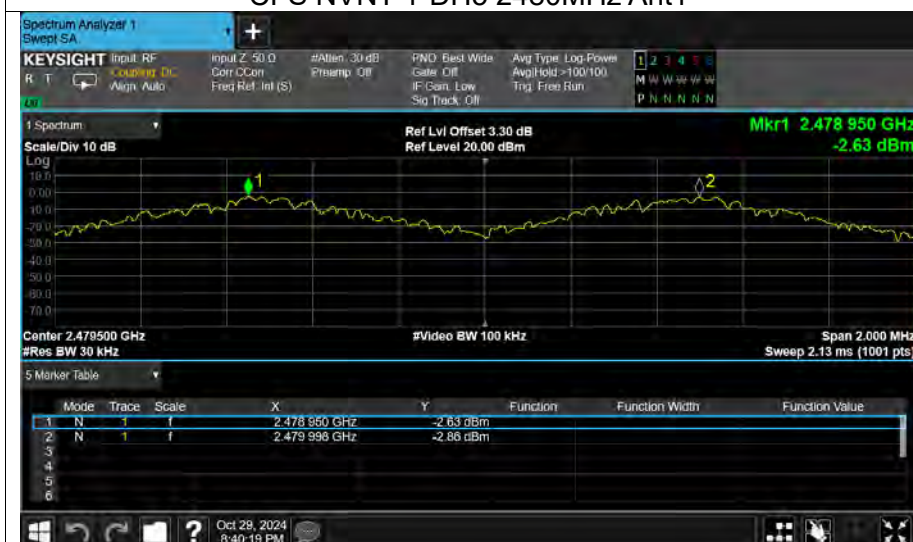 CFS NVNT 1-DH5 2480MHz Ant1
Spectrum Analyzer 1
Swept SA
+
KEYSIGHT Input: RF
R T Coupling: DC
Align: Auto
Input Z: 50 Ω
Corr CCorr
Freq Ref: Int (S)
#Atten: 30 dB
Preamp: Off
PNO: Best Wide
Gate: Off
IF Gain: Low
Sig Track: Off
Avg Type: Log-Power
Avg|Hold >100/100
Trig: Free Run
1 2 3 4 5 6
M W W W W W
P N N N N N
1 Spectrum
Scale/Div 10 dB
Ref Lvl Offset 3.30 dB
Ref Level 20.00 dBm
Mkr1 2.478 950 GHz
-2.63 dBm
Log
10.0
0.00
-10.0
-20.0
-30.0
-40.0
-50.0
-60.0
-70.0
1
2
Center 2.479500 GHz
#Res BW 30 kHz
#Video BW 100 kHz
Span 2.000 MHz
Sweep 2.13 ms (1001 pts)
5 Marker Table
Mode Trace Scale X Y Function Function Width Function Value
1 N 1 f 2.478 950 GHz -2.63 dBm
2 N 1 f 2.479 998 GHz -2.86 dBm
3
4
5
6
?
Oct 29, 2024
8:40:19 PM